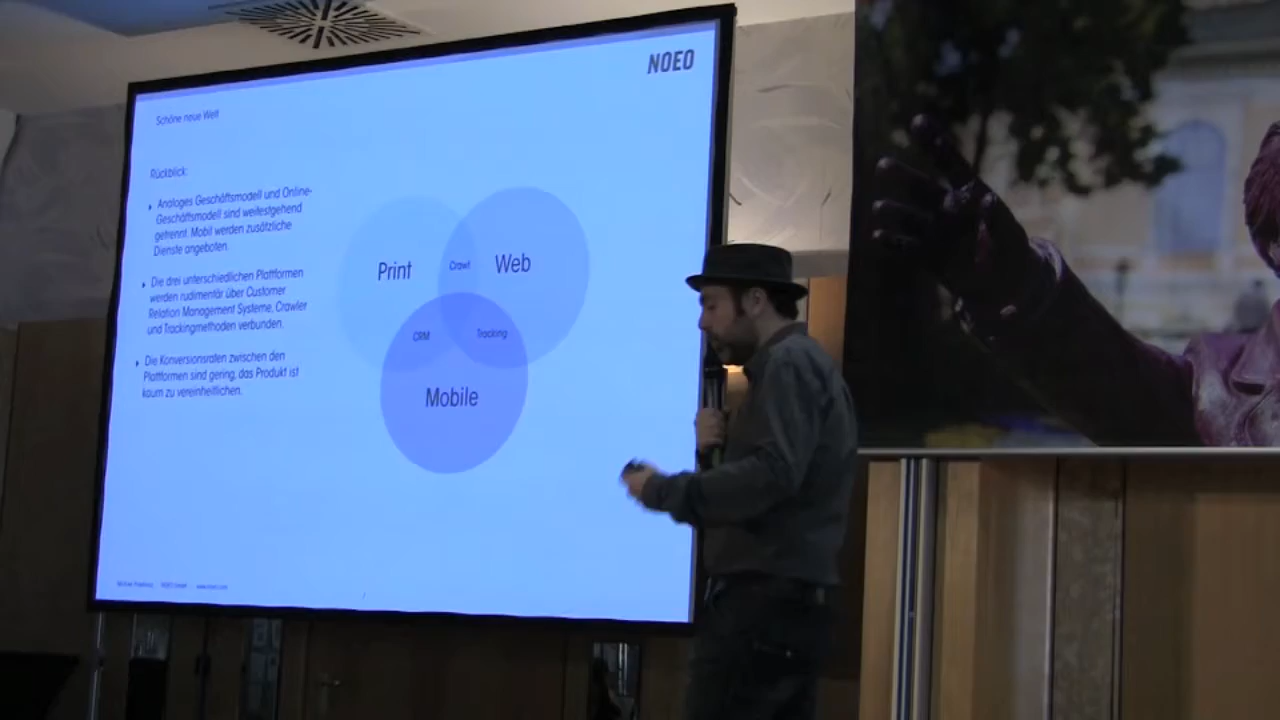 NOEO
Schöne neue Welt
Rückblick:
Analoges Geschäftsmodell und Online-
Geschäftsmodell sind weitestgehend
getrennt. Mobil werden zusätzliche
Dienste angeboten.
Die drei unterschiedlichen Plattformen
werden rudimentär über Customer
Relation Management Systeme, Crawler
und Trackingmethoden verbunden.
Die Konversionsraten zwischen den
Plattformen sind gering, das Produkt ist
kaum zu vereinheitlichen.
Print
Crawl
Web
CRM
Tracking
Mobile